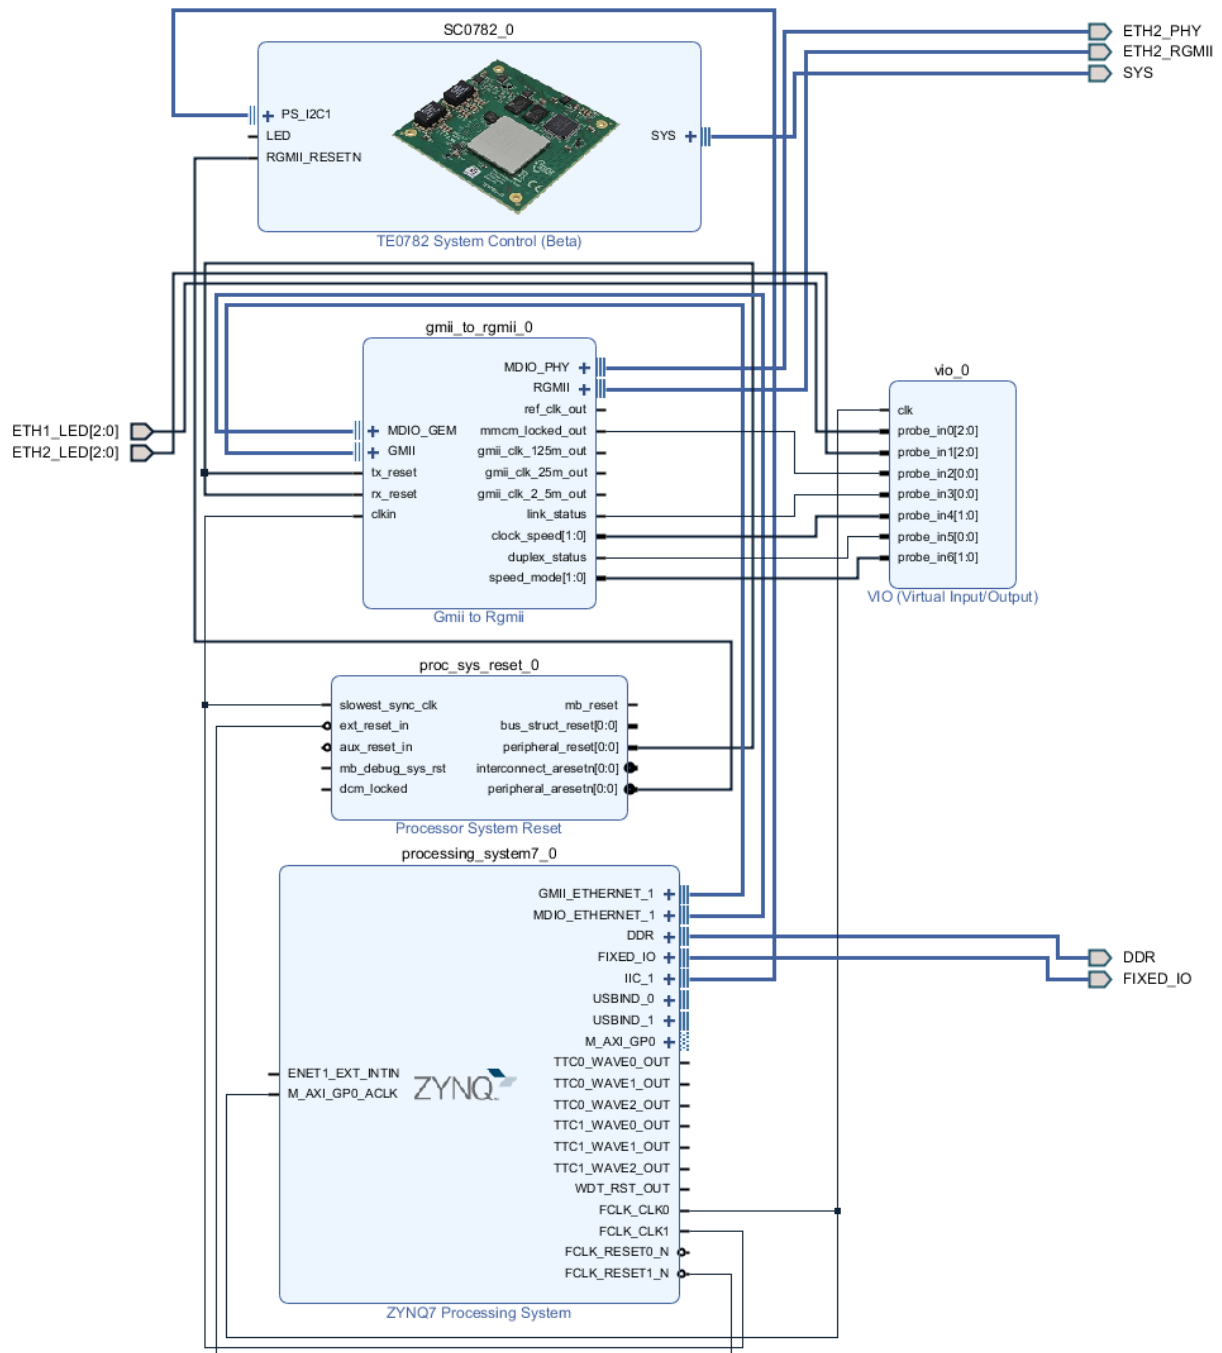 SC0782_0
ETH2_PHY
ETH2_RGMII
SYS
PS_I2C1
LED
RGMII_RESETN
SYS
TE0782 System Control (Beta)
gmii_to_rgmii_0
MDIO_PHY
RGMII
ref_clk_out
MDIO_GEM
mmcm_locked_out
GMII
gmii_clk_125m_out
tx_reset
gmii_clk_25m_out
rx_reset
gmii_clk_2_5m_out
clkin
link_status
clock_speed[1:0]
duplex_status
speed_mode[1:0]
Gmii to Rgmii
ETH1_LED[2:0]
ETH2_LED[2:0]
vio_0
clk
probe_in0[2:0]
probe_in1[2:0]
probe_in2[0:0]
probe_in3[0:0]
probe_in4[1:0]
probe_in5[0:0]
probe_in6[1:0]
VIO (Virtual Input/Output)
proc_sys_reset_0
slowest_sync_clk
mb_reset
ext_reset_in
bus_struct_reset[0:0]
aux_reset_in
peripheral_reset[0:0]
mb_debug_sys_rst
interconnect_aresetn[0:0]
dcm_locked
peripheral_aresetn[0:0]
Processor System Reset
processing_system7_0
GMII_ETHERNET_1
MDIO_ETHERNET_1
DDR
FIXED_IO
IIC_1
USBIND_0
USBIND_1
M_AXI_GP0
TTC0_WAVE0_OUT
ENET1_EXT_INTIN
TTC0_WAVE1_OUT
M_AXI_GP0_ACLK
ZYNQ
TTC0_WAVE2_OUT
TTC1_WAVE0_OUT
TTC1_WAVE1_OUT
TTC1_WAVE2_OUT
WDT_RST_OUT
FCLK_CLK0
FCLK_CLK1
FCLK_RESET0_N
FCLK_RESET1_N
ZYNQ7 Processing System
DDR
FIXED_IO